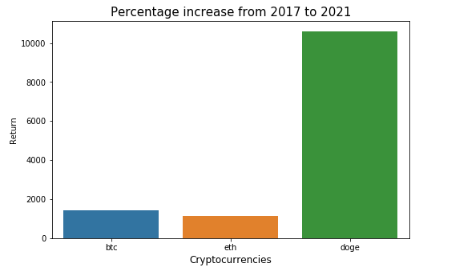 Percentage increase from 2017 to 2021
10000
8000
6000
4000
2000
0
Return
btc eth doge
Cryptocurrencies